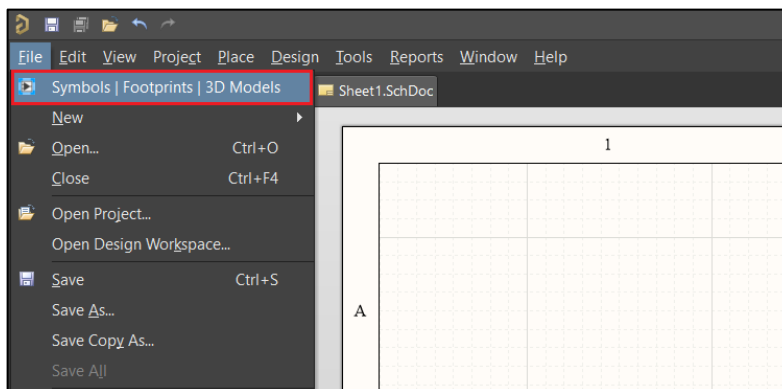 File Edit View Project Place Design Tools Reports Window Help
Symbols | Footprints | 3D Models
Sheet1.SchDoc
New
1
Open... Ctrl+O
Close Ctrl+F4
Open Project...
Open Design Workspace...
Save Ctrl+S
Save As...
A
Save Copy As...
Save All